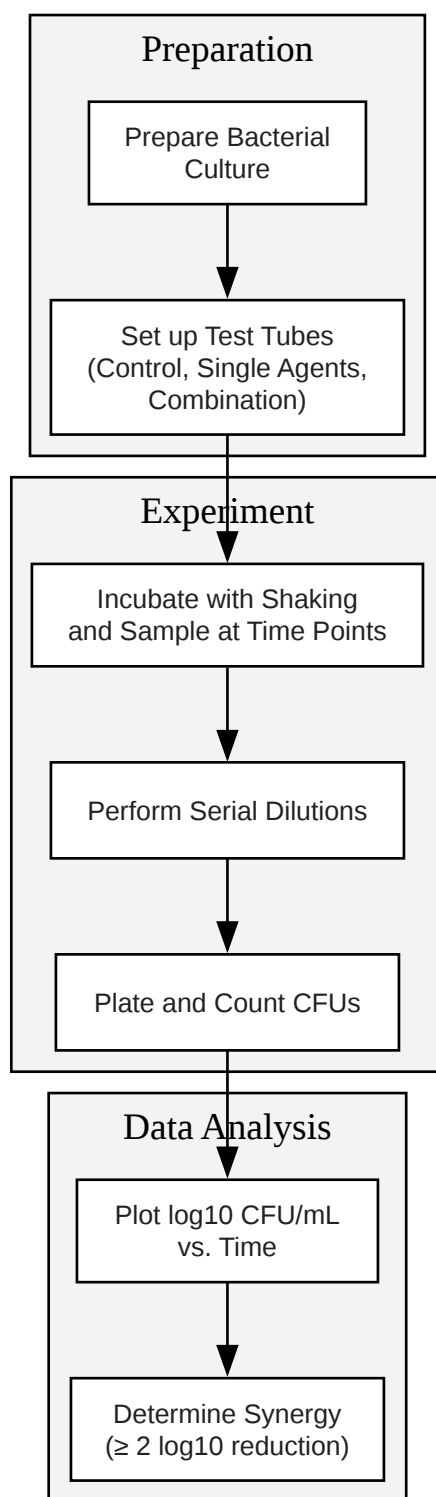 Preparation
Prepare Bacterial
Culture
Set up Test Tubes
(Control, Single Agents,
Combination)
Experiment
Incubate with Shaking
and Sample at Time Points
Perform Serial Dilutions
Plate and Count CFUs
Data Analysis
Plot log10 CFU/mL
vs. Time
Determine Synergy
(≥ 2 log10 reduction)